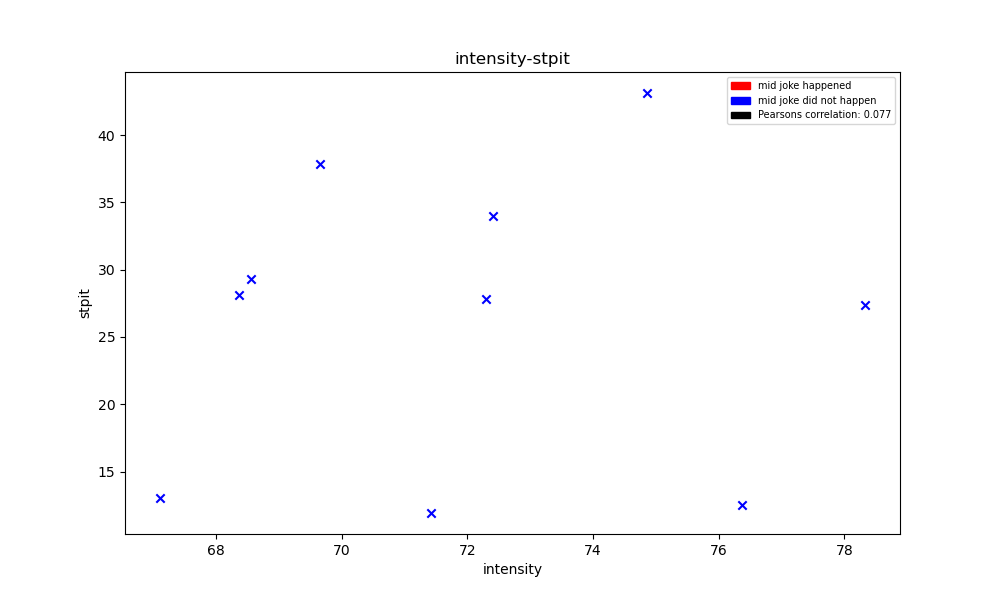 intensity-stpit
mid joke happened
mid joke did not happen
Pearsons correlation: 0.077
40
35
30
25
20
15
stpit
68 70 72 74 76 78
intensity